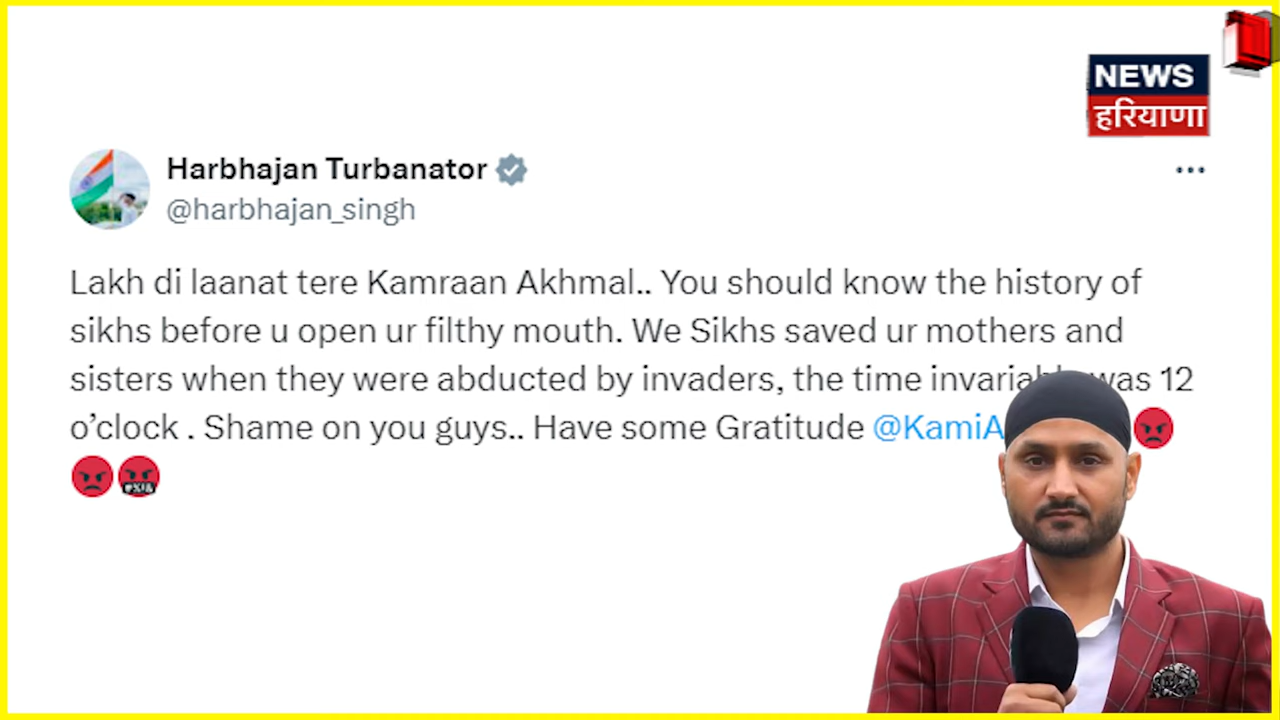 NEWS
हरियाणा
Harbhajan Turbanator
@harbhajan_singh
Lakh di laanat tere Kamraan Akhmal.. You should know the history of
sikhs before u open ur filthy mouth. We Sikhs saved ur mothers and
sisters when they were abducted by invaders, the time was 12
o’clock . Shame on you guys.. Have some Gratitude